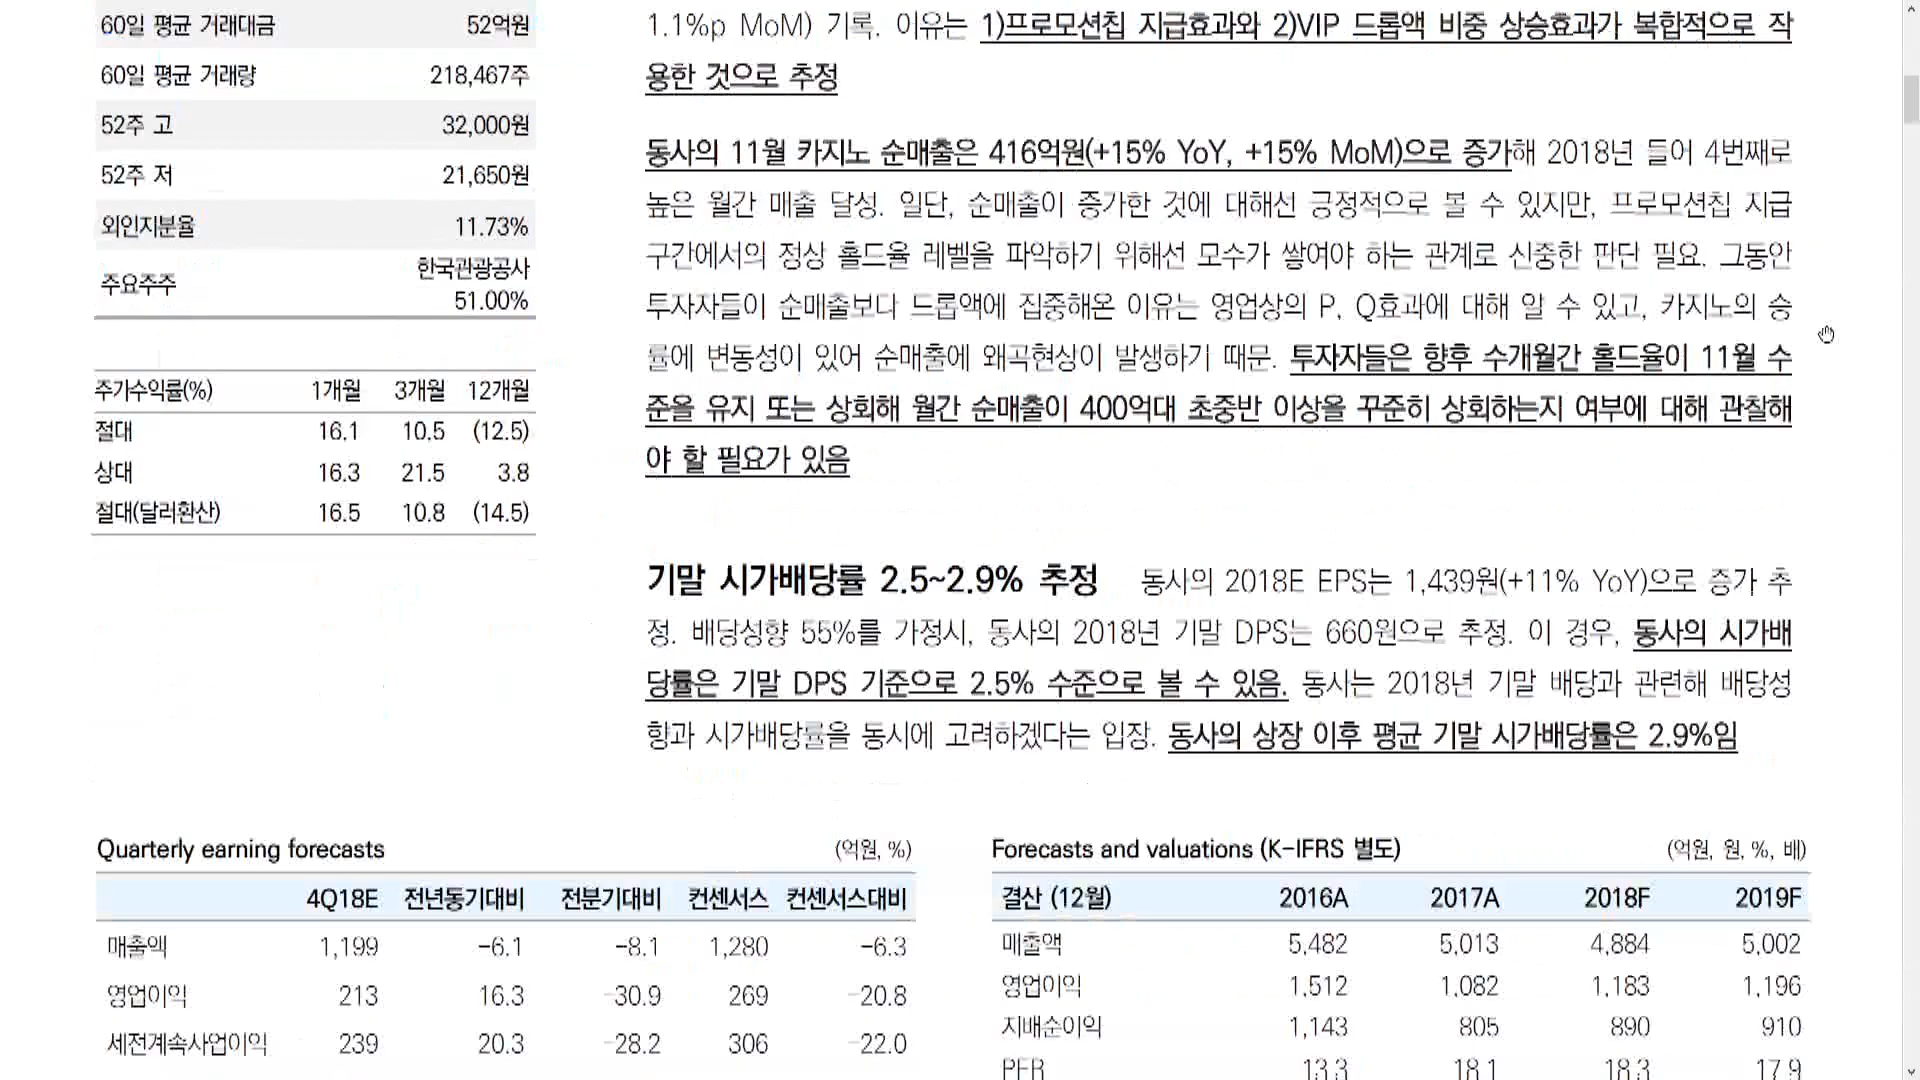 60일 평균 거래대금 52억원
60일 평균 거래량 218,467주
52주 고 32,000원
52주 저 21,650원
외인지분율 11.73%
주요주주 한국관광공사 51.00%
주가수익률(%) 1개월 3개월 12개월
절대 16.1 10.5 (12.5)
상대 16.3 21.5 3.8
절대(달러환산) 16.5 10.8 (14.5)
1.1%p MoM) 기록. 이유는 1)프로모션칩 지급효과와 2)VIP 드롭액 비중 상승효과가 복합적으로 작
용한 것으로 추정
동사의 11월 카지노 순매출은 416억원(+15% YoY, +15% MoM)으로 증가해 2018년 들어 4번째로
높은 월간 매출 달성. 일단, 순매출이 증가한 것에 대해선 긍정적으로 볼 수 있지만, 프로모션칩 지급
구간에서의 정상 홀드율 레벨을 파악하기 위해선 모수가 쌓여야 하는 관계로 신중한 판단 필요. 그동안
투자자들이 순매출보다 드롭액에 집중해온 이유는 영업상의 P, Q효과에 대해 알 수 있고, 카지노의 승
률에 변동성이 있어 순매출에 왜곡현상이 발생하기 때문. 투자자들은 향후 수개월간 홀드율이 11월 수
준을 유지 또는 상회해 월간 순매출이 400억대 초중반 이상을 꾸준히 상회하는지 여부에 대해 관찰해
야 할 필요가 있음
기말 시가배당률 2.5~2.9% 추정 동사의 2018E EPS는 1,439원(+11% YoY)으로 증가 추
정. 배당성향 55%를 가정시, 동사의 2018년 기말 DPS는 660원으로 추정. 이 경우, 동사의 시가배
당률은 기말 DPS 기준으로 2.5% 수준으로 볼 수 있음. 동사는 2018년 기말 배당과 관련해 배당성
향과 시가배당률을 동시에 고려하겠다는 입장. 동사의 상장 이후 평균 기말 시가배당률은 2.9%임
Quarterly earning forecasts (억원, %)
4Q18E 전년동기대비 전분기대비 컨센서스 컨센서스대비
매출액 1,199 -6.1 -8.1 1,280 -6.3
영업이익 213 16.3 -30.9 269 -20.8
세전계속사업이익 239 20.3 -28.2 306 -22.0
Forecasts and valuations (K-IFRS 별도) (억원, 원, %, 배)
결산 (12월) 2016A 2017A 2018F 2019F
매출액 5,482 5,013 4,884 5,002
영업이익 1,512 1,082 1,183 1,196
지배순이익 1,143 805 890 910
PER 13.3 18.1 18.3 17.9